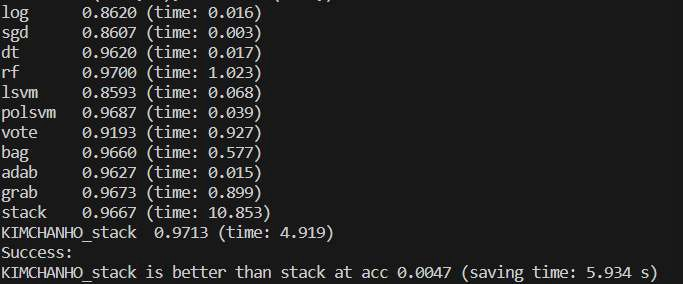 log 0.8620 (time: 0.016)
sgd 0.8607 (time: 0.003)
dt 0.9620 (time: 0.017)
rf 0.9700 (time: 1.023)
lsvm 0.8593 (time: 0.068)
polsvm 0.9687 (time: 0.039)
vote 0.9193 (time: 0.927)
bag 0.9660 (time: 0.577)
adab 0.9627 (time: 0.015)
grab 0.9673 (time: 0.899)
stack 0.9667 (time: 10.853)
KIMCHANHO_stack 0.9713 (time: 4.919)
Success:
KIMCHANHO_stack is better than stack at acc 0.0047 (saving time: 5.934 s)